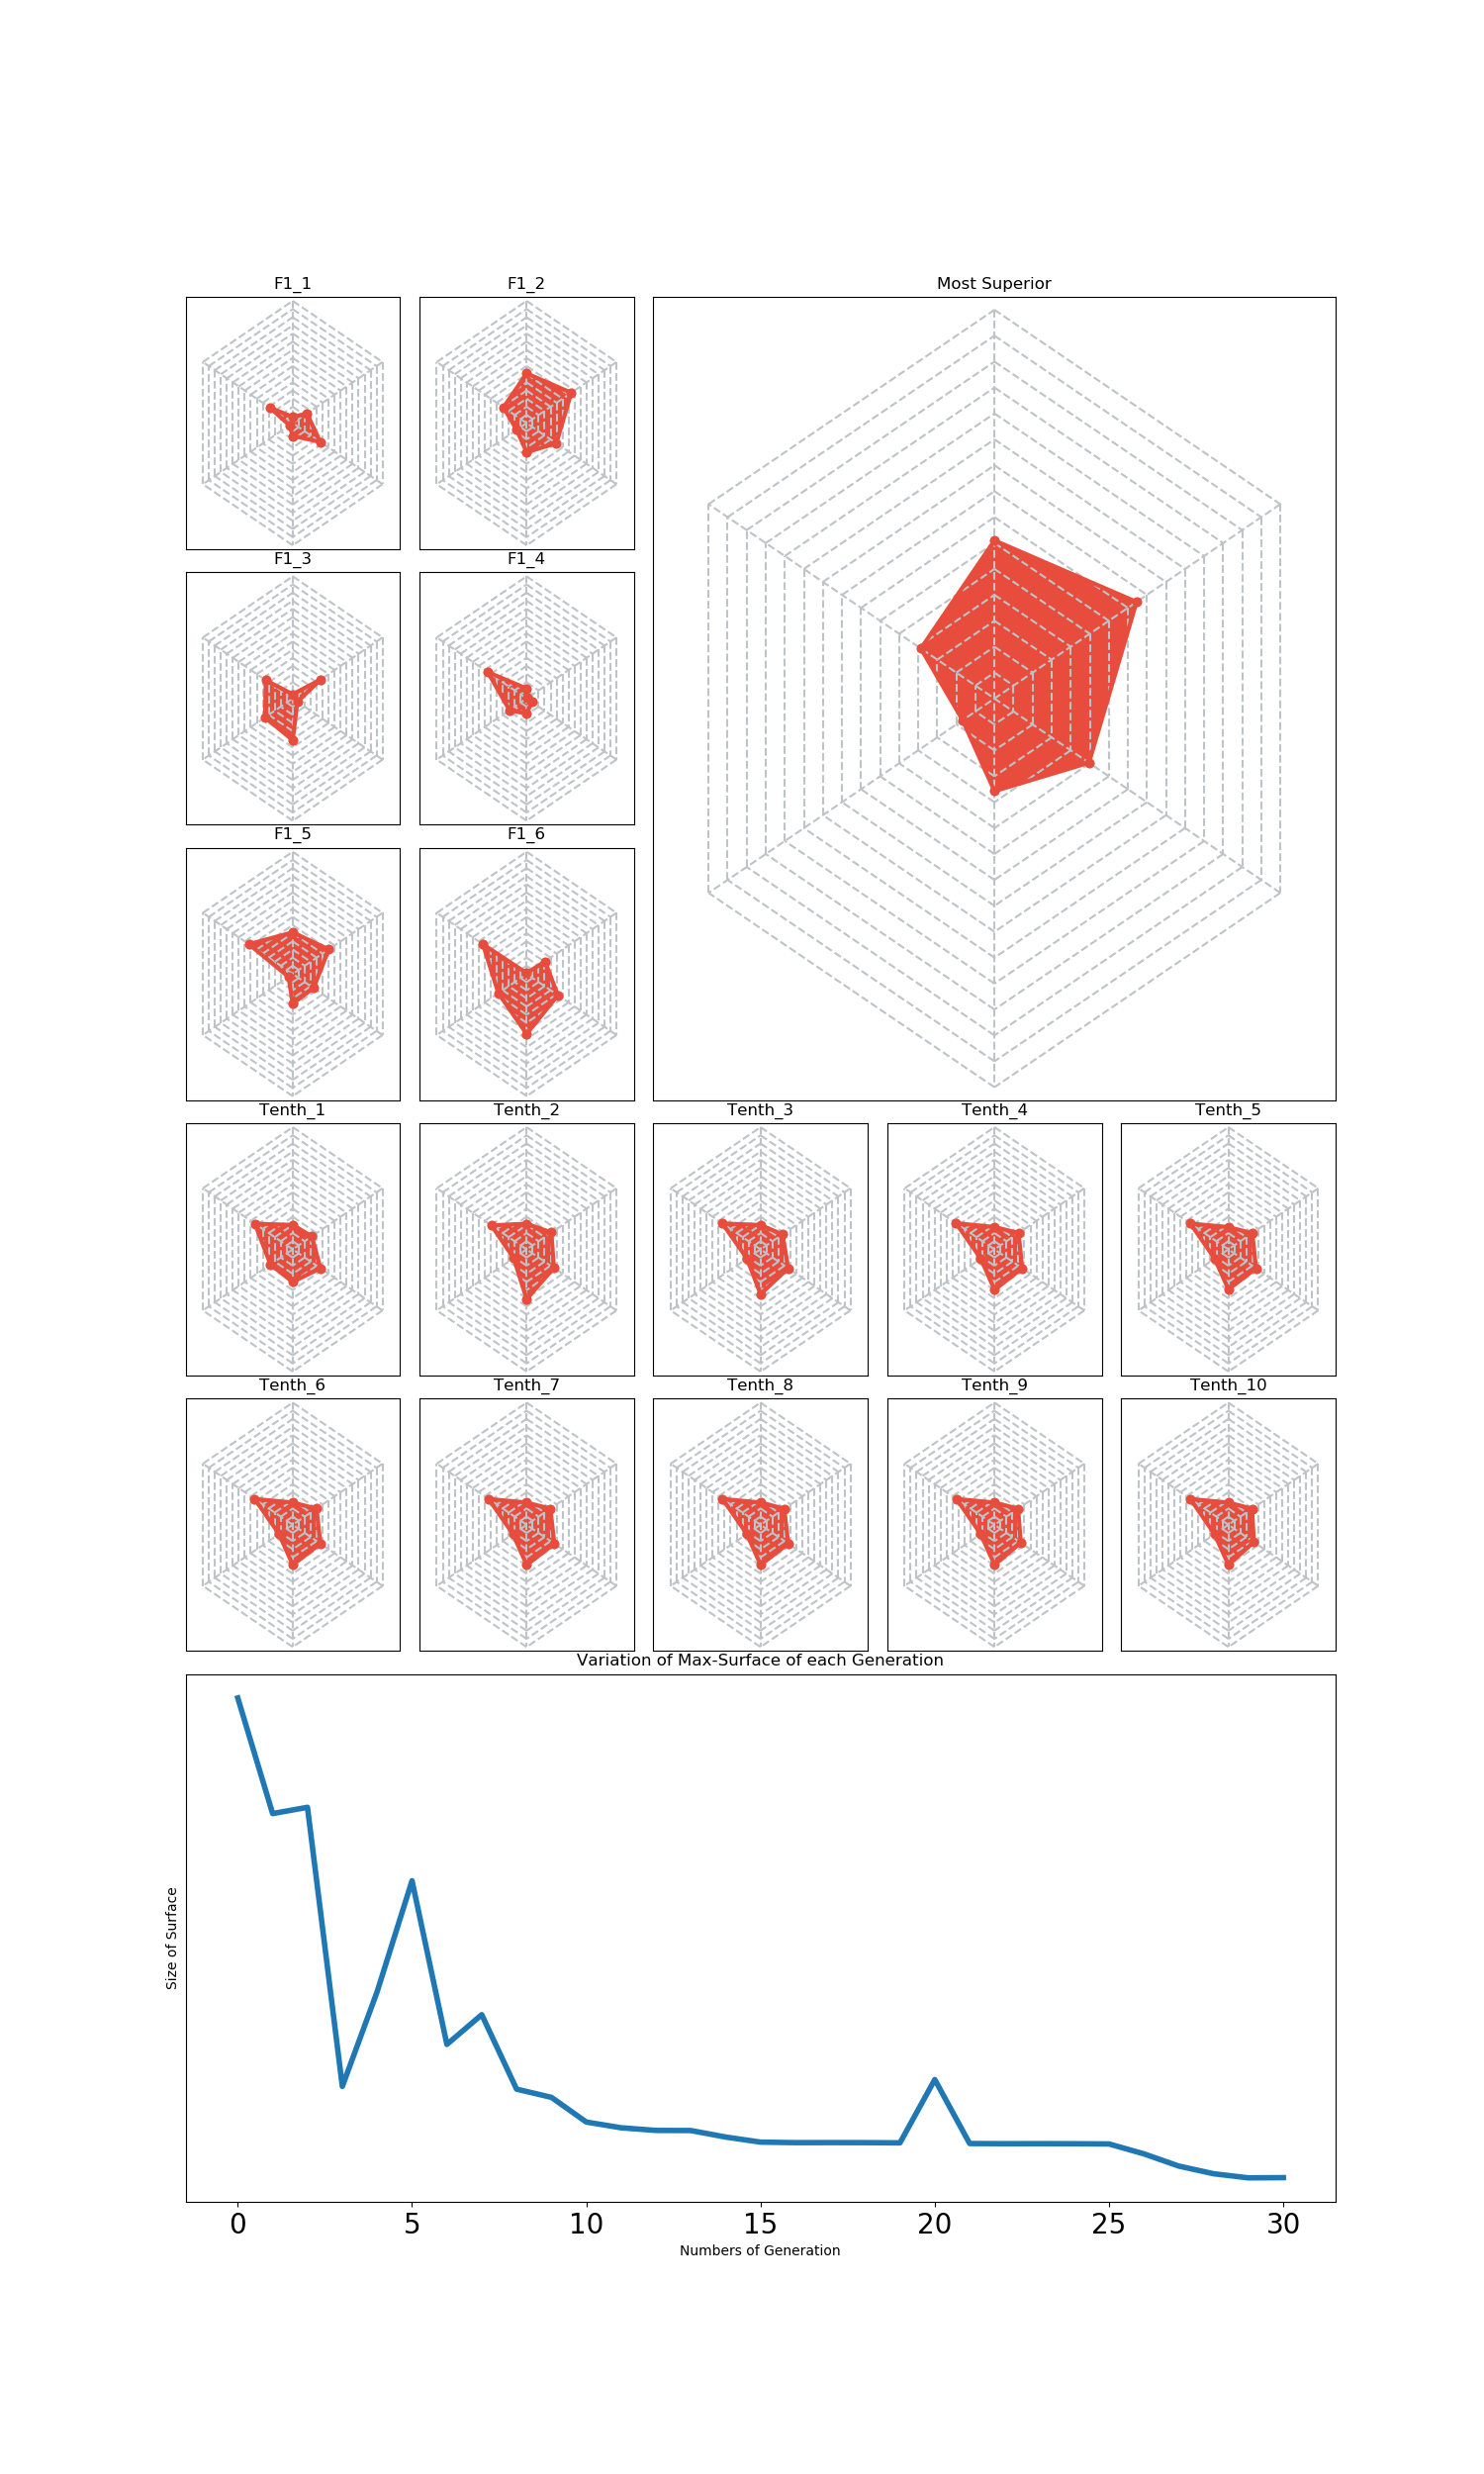 F1_1
F1_2
Most Superior
F1_3
F1_4
F1_5
F1_6
Tenth_1
Tenth_2
Tenth_3
Tenth_4
Tenth_5
Tenth_6
Tenth_7
Tenth_8
Tenth_9
Tenth_10
Variation of Max-Surface of each Generation
Size of Surface
0 5 10 15 20 25 30
Numbers of Generation